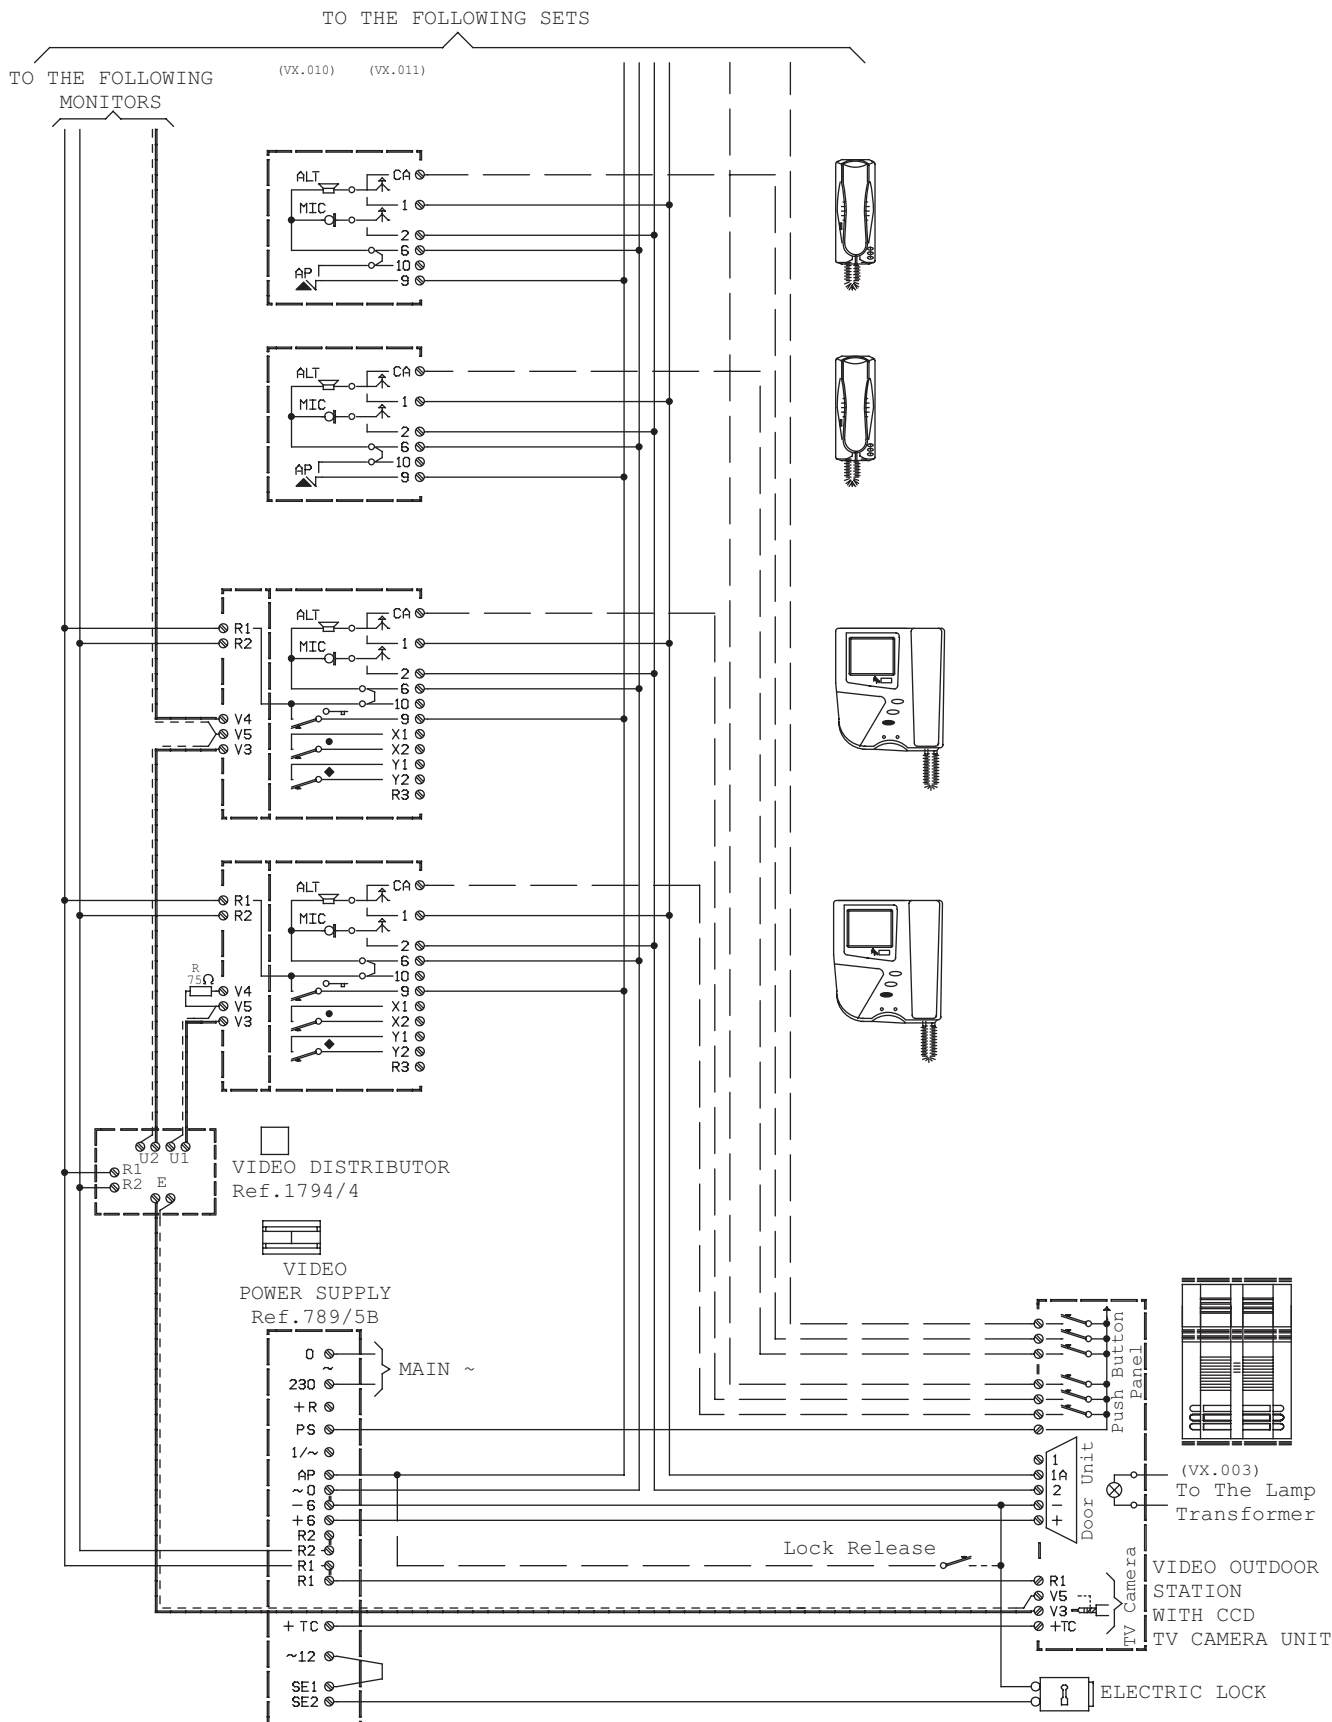 TO THE FOLLOWING SETS
TO THE FOLLOWING
MONITORS
(VX.010) (VX.011)
ALT
CA
MIC
1
2
6
10
AP
9
ALT
CA
MIC
1
2
6
10
AP
9
ALT
CA
R1
R2
MIC
1
2
6
10
V4
9
V5
X1
V3
X2
Y1
Y2
R3
ALT
CA
R1
R2
MIC
1
2
6
R
75Ω
10
V4
9
V5
X1
V3
X2
Y1
Y2
R3
U2 U1
R1
R2 E
VIDEO DISTRIBUTOR
Ref.1794/4
VIDEO
POWER SUPPLY
Ref.789/5B
0
~
230
MAIN ~
+R
PS
1/~
AP
~0
-6
+6
R2
R2
R1
R1
+ TC
~12
SE1
SE2
Push Button
Panel
1
1A
2
-
+
Door Unit
(VX.003)
To The Lamp
Transformer
Lock Release
R1
V5
V3
+TC
TV Camera
VIDEO OUTDOOR
STATION
WITH CCD
TV CAMERA UNIT
ELECTRIC LOCK